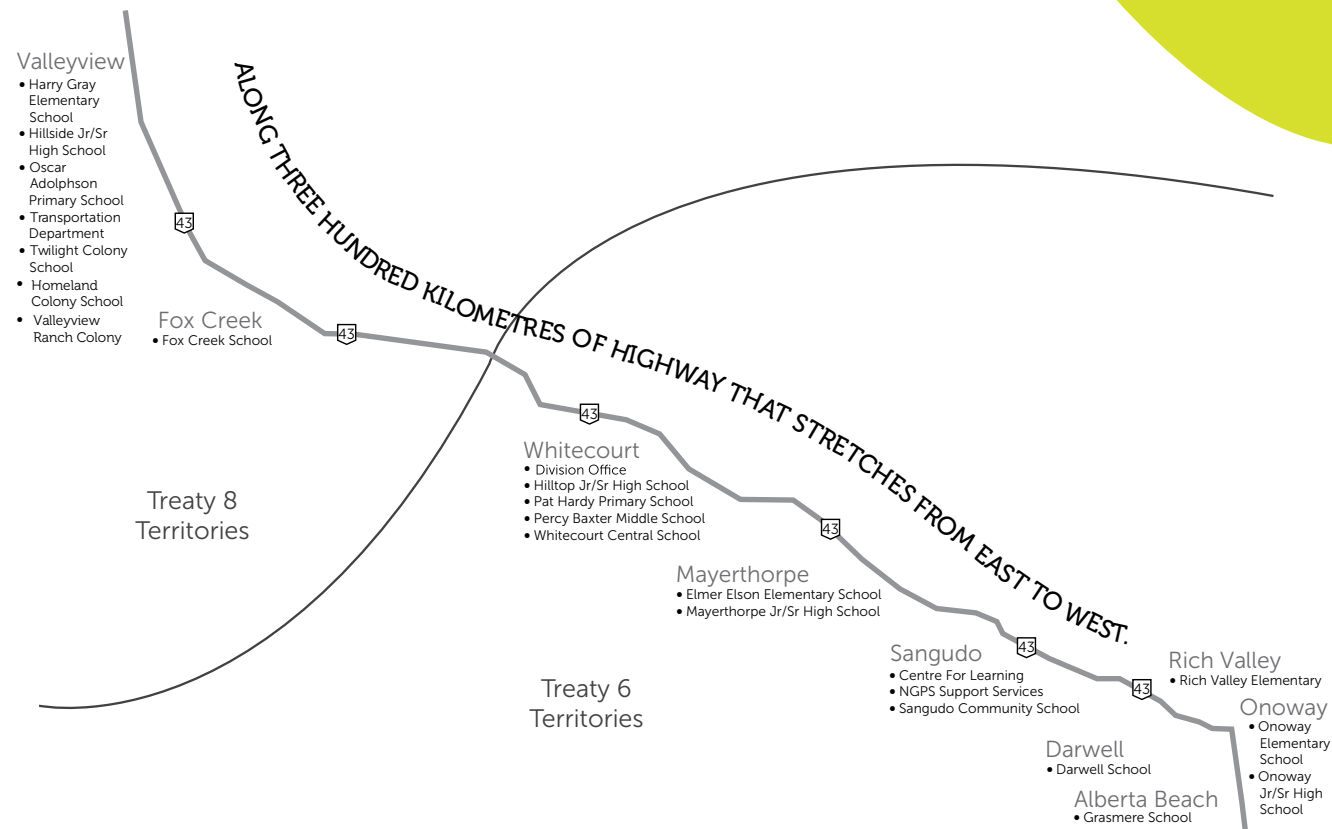 Valleyview
• Harry Gray
Elementary
School
• Hillside Jr/Sr
High School
• Oscar
Adolphson
Primary School
• Transportation
Department
• Twilight Colony
School
• Homeland
Colony School
• Valleyview
Ranch Colony
ALONG THREE HUNDRED KILOMETRES OF HIGHWAY THAT STRETCHES FROM EAST TO WEST.
43
Fox Creek
• Fox Creek School
43
43
Whitecourt
• Division Office
• Hilltop Jr/Sr High School
• Pat Hardy Primary School
• Percy Baxter Middle School
• Whitecourt Central School
Treaty 8
Territories
43
Mayerthorpe
• Elmer Elson Elementary School
• Mayerthorpe Jr/Sr High School
43
Sangudo
• Centre For Learning
• NGPS Support Services
• Sangudo Community School
Treaty 6
Territories
43
Rich Valley
• Rich Valley Elementary
Onoway
• Onoway
Elementary
School
• Onoway
Jr/Sr High
School
Darwell
• Darwell School
Alberta Beach
• Grasmere School